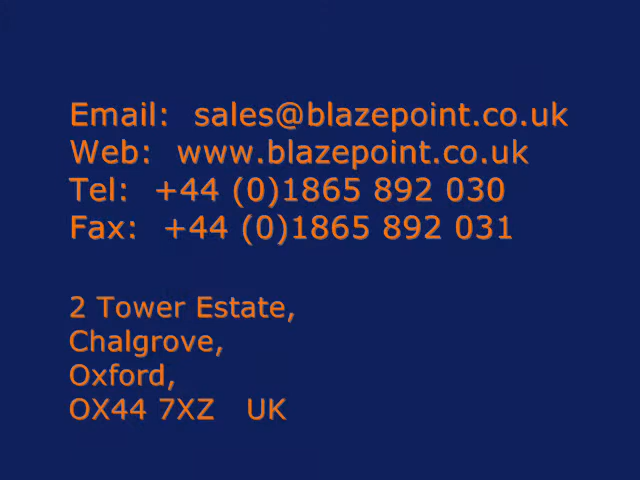 Email: sales@blazepoint.co.uk
Web: www.blazepoint.co.uk
Tel: +44 (0)1865 892 030
Fax: +44 (0)1865 892 031
2 Tower Estate,
Chalgrove,
Oxford,
OX44 7XZ UK